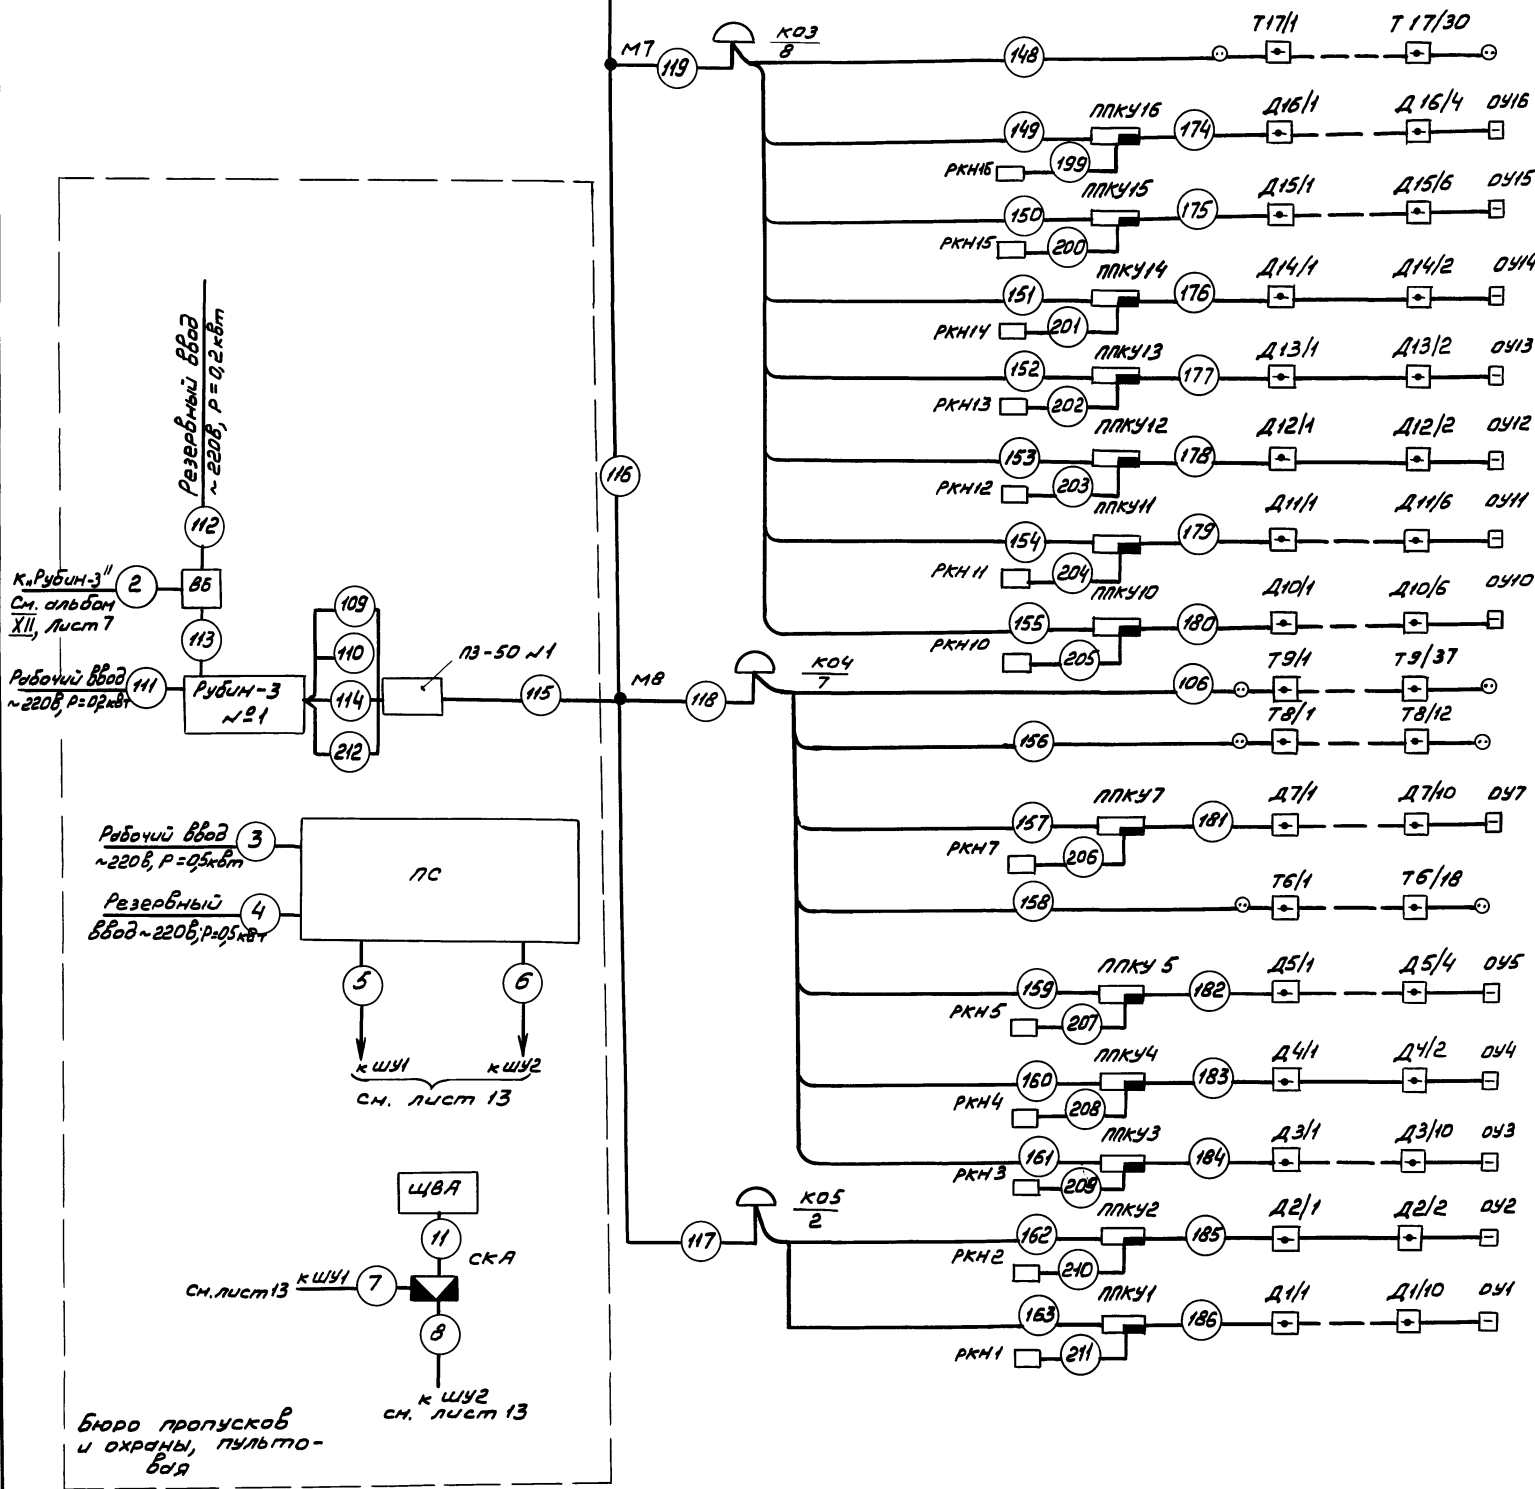 М7
119
КО3
8
148
Т17/1
Т 17/30
149
ППКУ16
174
Д16/1
Д 16/4
ОУ16
РКН16
199
150
ППКУ15
175
Д15/1
Д15/6
ОУ15
РКН15
200
151
ППКУ14
176
Д14/1
Д14/2
ОУ14
РКН14
201
152
ППКУ13
177
Д13/1
Д13/2
ОУ13
РКН13
202
153
ППКУ12
178
Д12/1
Д12/2
ОУ12
РКН12
203
154
ППКУ11
179
Д11/1
Д11/6
ОУ11
РКН11
204
155
ППКУ10
180
Д10/1
Д10/6
ОУ10
РКН10
205
116
Резервный ввод
~220В, Р=0,2квт
112
К„Рубин-3"
См. альбом
XII, Лист 7
2
ВБ
113
Рабочий ввод
~220В, Р=0,2квт
111
Рубин-3
№1
109
110
114
212
ПЗ-50 №1
115
М8
118
КО4
7
106
Т9/1
Т9/37
156
Т8/1
Т8/12
157
ППКУ7
181
Д7/1
Д7/10
ОУ7
РКН7
206
158
Т6/1
Т6/18
159
ППКУ 5
182
Д5/1
Д5/4
ОУ5
РКН5
207
160
ППКУ4
183
Д4/1
Д4/2
ОУ4
РКН4
208
161
ППКУ3
184
Д3/1
Д3/10
ОУ3
РКН3
209
Рабочий ввод
~220В, Р=0,5квт
3
Резервный
ввод~220В; Р=0,5квт
4
ПС
5
6
к ШУ1
к ШУ2
см. лист 13
117
КО5
2
162
ППКУ2
185
Д2/1
Д2/2
ОУ2
РКН2
210
163
ППКУ1
186
Д1/1
Д1/10
ОУ1
РКН1
211
ЩВА
11
СКА
см. лист 13
к ШУ1
7
8
к ШУ2
см. лист 13
Бюро пропусков
и охраны, пульто-
вая